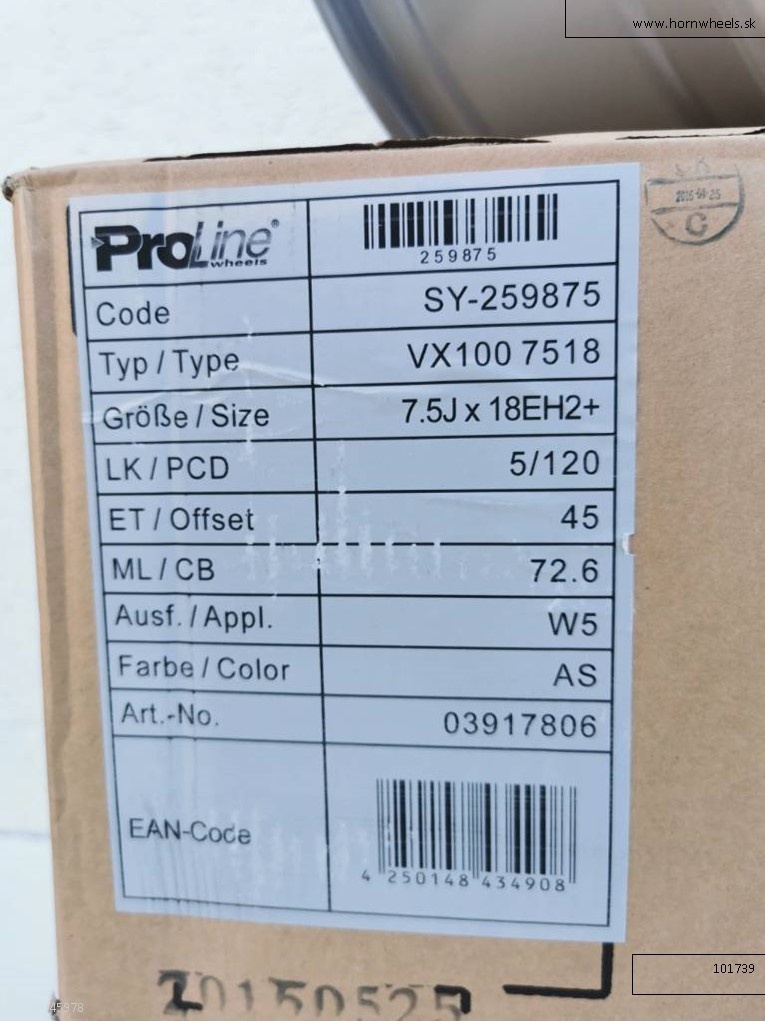 www.hornwheels.sk
ProLine®
wheels
259875
Code SY-259875
Typ / Type VX100 7518
Größe / Size 7.5J x 18EH2+
LK / PCD 5/120
ET / Offset 45
ML / CB 72.6
Ausf. / Appl. W5
Farbe / Color AS
Art.-No. 03917806
EAN-Code
4 250148 434908
101739
20150525
45978